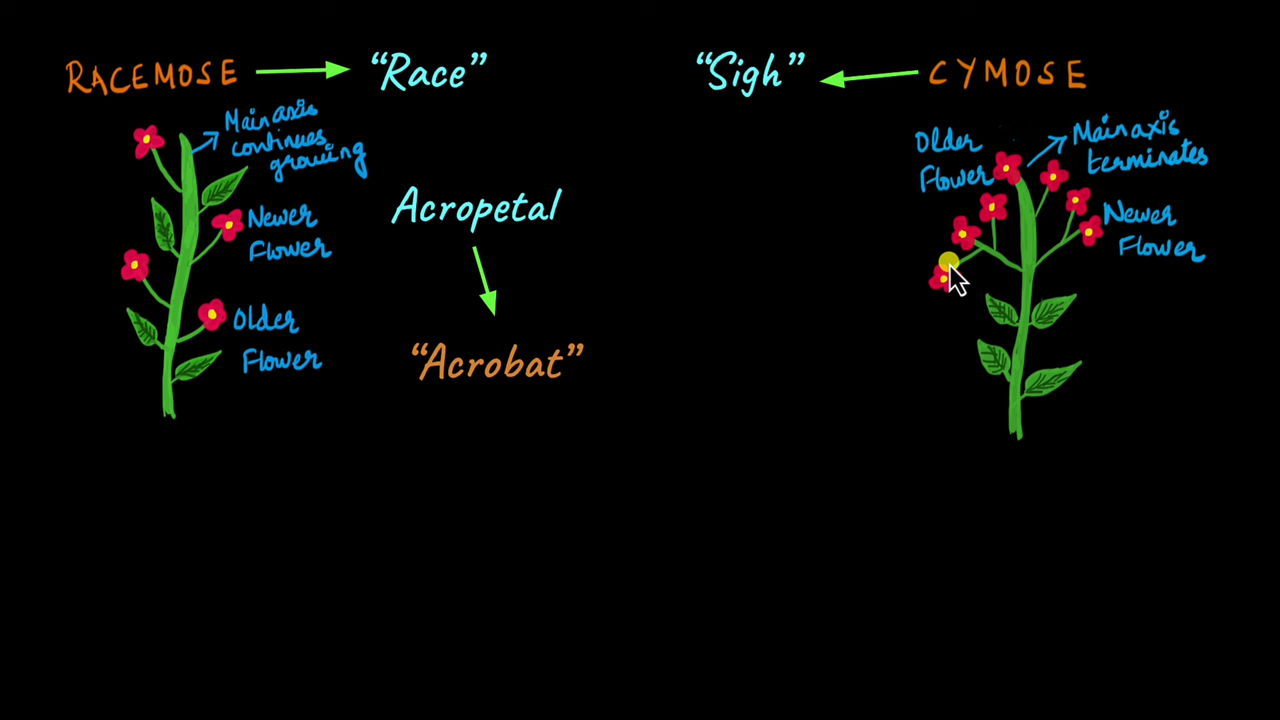 RACEMOSE
"Race"
Main axis
continues
growing
Newer
Flower
Older
Flower
Acropetal
"Acrobat"
"Sigh"
CYMOSE
Older
Flower
Main axis
terminates
Newer
Flower